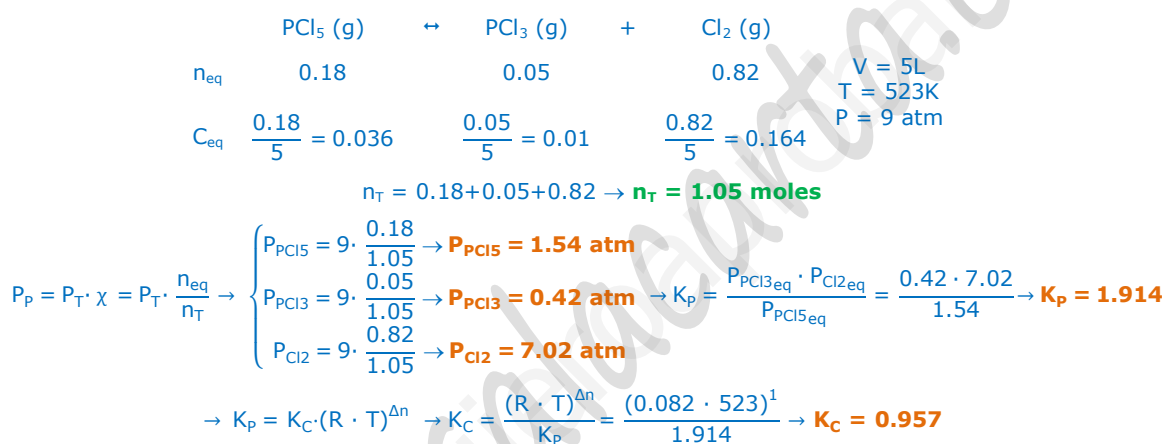 PCl₅ (g) ↔ PCl₃ (g) + Cl₂ (g)
n_eq 0.18 0.05 0.82
V = 5L
T = 523K
P = 9 atm
C_eq 0.18/5 = 0.036 0.05/5 = 0.01 0.82/5 = 0.164
n_T = 0.18+0.05+0.82 → n_T = 1.05 moles
P_P = P_T· χ = P_T· n_eq/n_T →
P_PCl5 = 9· 0.18/1.05 → P_PCl5 = 1.54 atm
P_PCl3 = 9· 0.05/1.05 → P_PCl3 = 0.42 atm
P_Cl2 = 9· 0.82/1.05 → P_Cl2 = 7.02 atm
→ K_P = P_PCl3eq · P_Cl2eq / P_PCl5eq = 0.42 · 7.02 / 1.54 → K_P = 1.914
→ K_P = K_C·(R · T)^Δn → K_C = (R · T)^Δn / K_P = (0.082 · 523)^1 / 1.914 → K_C = 0.957